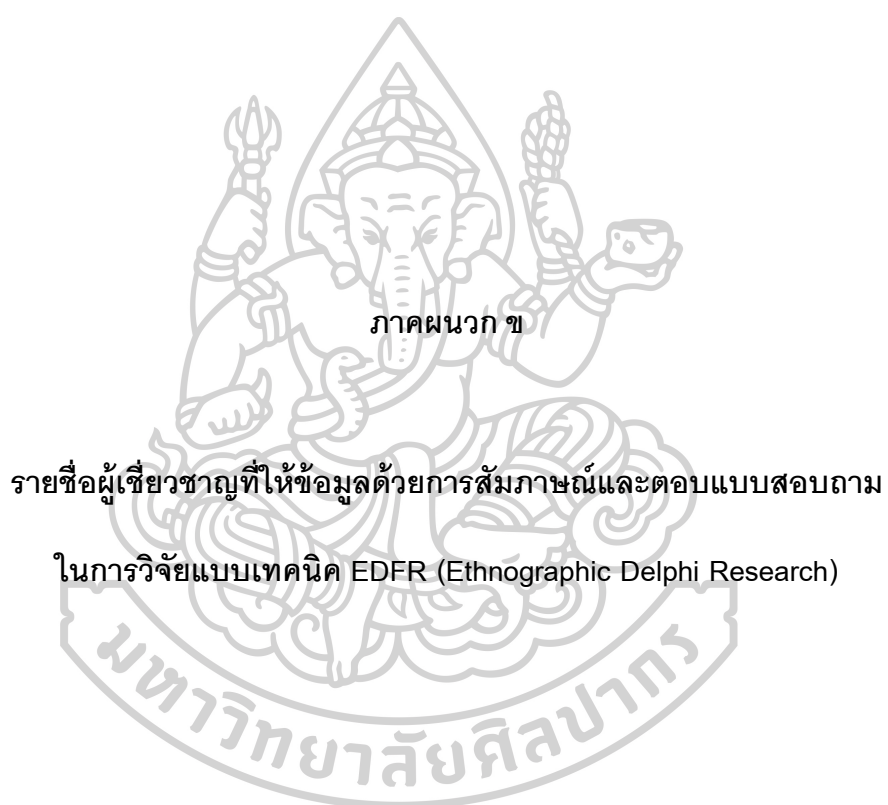 ภาคผนวก ข
รายชื่อผู้เชี่ยวชาญที่ให้ข้อมูลด้วยการสัมภาษณ์และตอบแบบสอบถาม
ในการวิจัยแบบเทคนิค EDFR (Ethnographic Delphi Research)
มหาวิทยาลัยศิลปากร